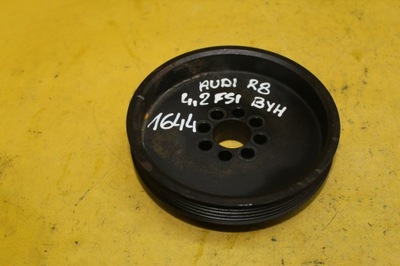 AUDI R8
4,2 FSI BYH
1644